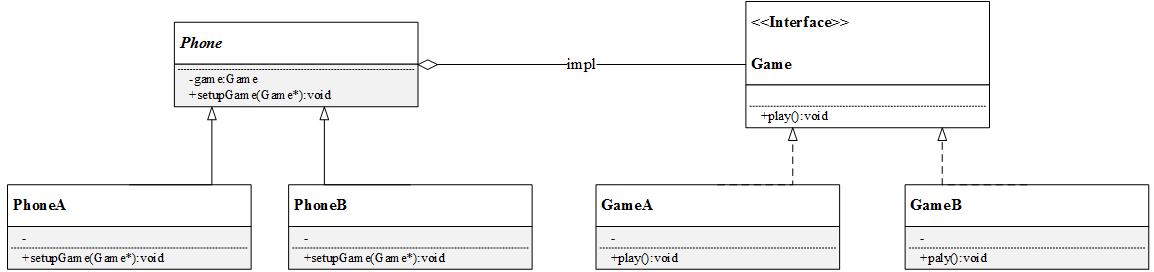 Phone
-game:Game
+setupGame(Game*):void
impl
<<Interface>>
Game
+play():void
PhoneA
-
+setupGame(Game*):void
PhoneB
-
+setupGame(Game*):void
GameA
-
+play():void
GameB
-
+paly():void